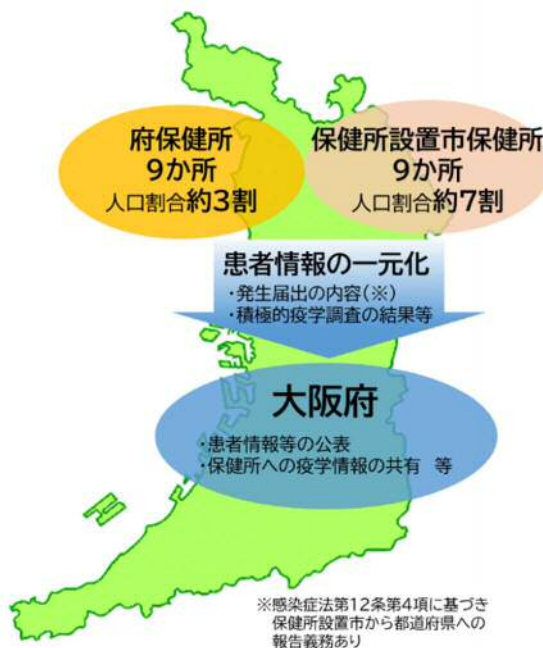 府保健所
9か所
人口割合約3割
保健所設置市保健所
9か所
人口割合約7割
患者情報の一元化
・発生届出の内容(※)
・積極的疫学調査の結果等
大阪府
・患者情報等の公表
・保健所への疫学情報の共有 等
※感染症法第12条第4項に基づき
保健所設置市から都道府県への
報告義務あり